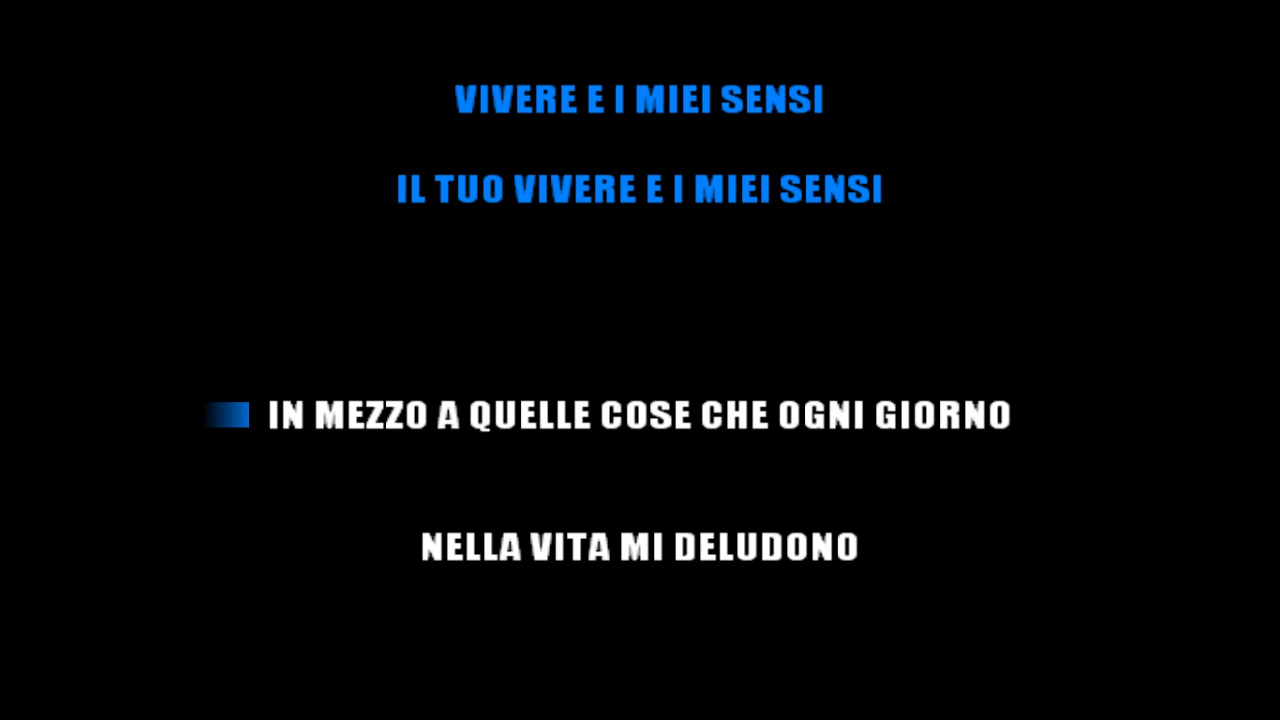 VIVERE E I MIEI SENSI
IL TUO VIVERE E I MIEI SENSI
IN MEZZO A QUELLE COSE CHE OGNI GIORNO
NELLA VITA MI DELUDONO